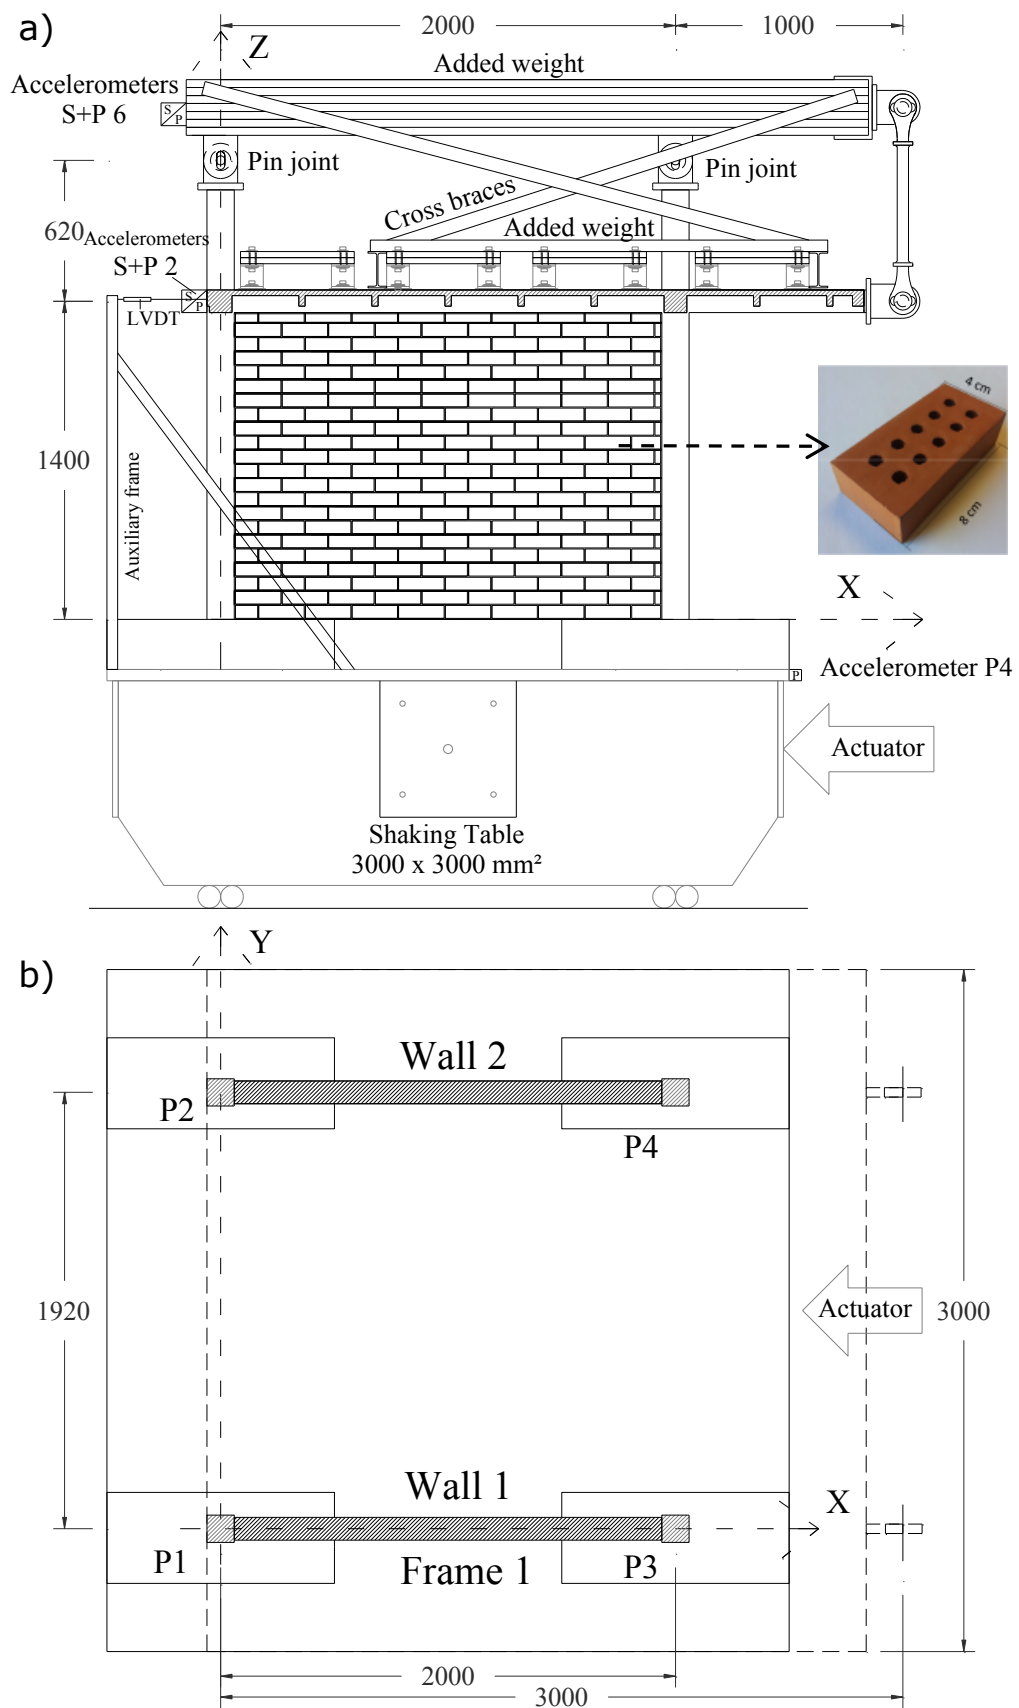 a)
2000
1000
Z
Added weight
Accelerometers
S+P 6
S
P
Pin joint
Pin joint
Cross braces
620
Accelerometers
Added weight
S+P 2
S
P
LVDT
4 cm
1400
8 cm
Auxiliary frame
X
Accelerometer P4
P
Actuator
Shaking Table
3000 x 3000 mm²
Y
b)
Wall 2
P2
P4
1920
Actuator
3000
Wall 1
X
P1
Frame 1
P3
2000
3000